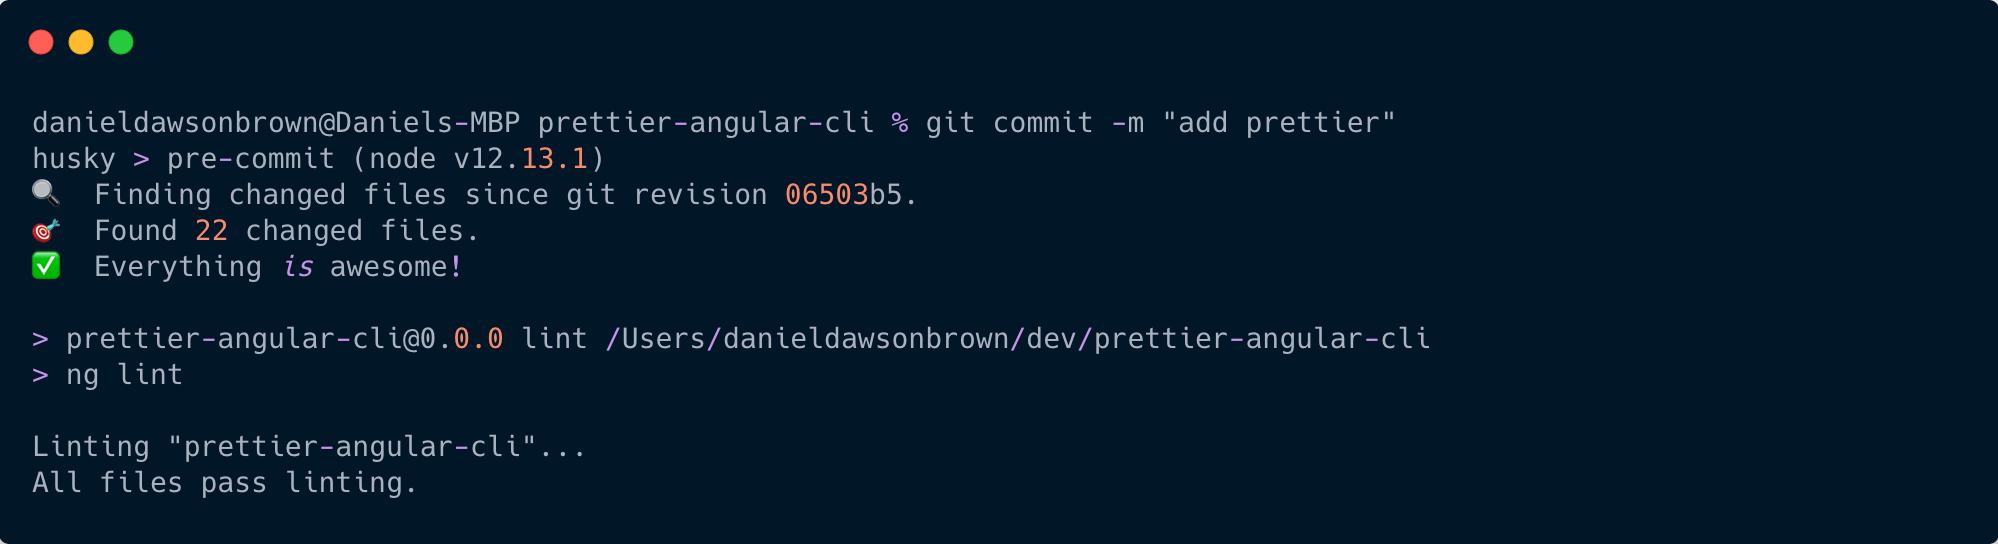 danieldawsonbrown@Daniels-MBP prettier-angular-cli % git commit -m "add prettier"
husky > pre-commit (node v12.13.1)
🔍  Finding changed files since git revision 06503b5.
🎯  Found 22 changed files.
✅  Everything is awesome!
> prettier-angular-cli@0.0.0 lint /Users/danieldawsonbrown/dev/prettier-angular-cli
> ng lint
Linting "prettier-angular-cli"...
All files pass linting.